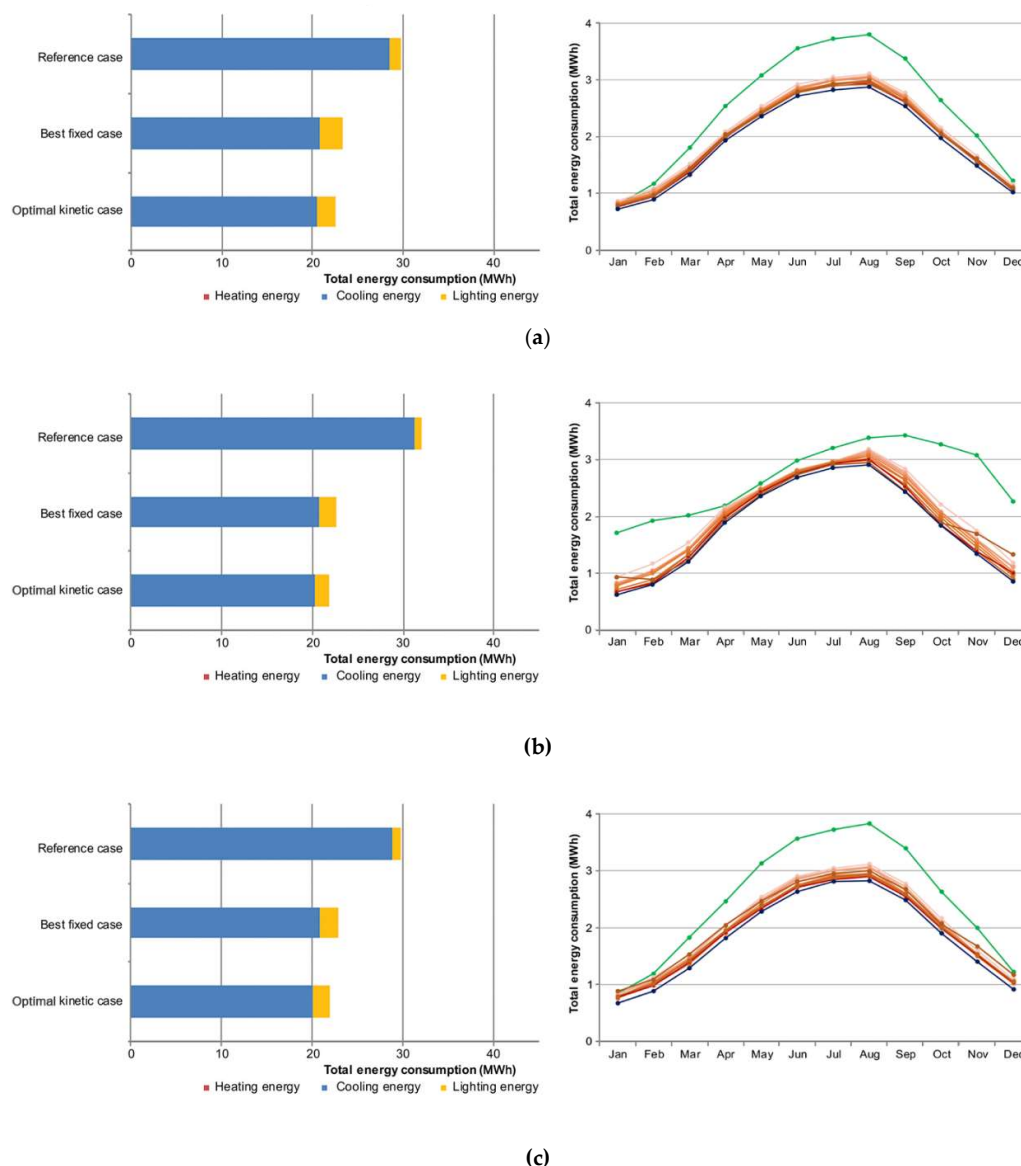 Reference case
Best fixed case
Optimal kinetic case
0 10 20 30 40
Total energy consumption (MWh)
Heating energy Cooling energy Lighting energy
Total energy consumption (MWh)
4
3
2
1
0
Jan Feb Mar Apr May Jun Jul Aug Sep Oct Nov Dec
(a)
Reference case
Best fixed case
Optimal kinetic case
0 10 20 30 40
Total energy consumption (MWh)
Heating energy Cooling energy Lighting energy
Total energy consumption (MWh)
4
3
2
1
0
Jan Feb Mar Apr May Jun Jul Aug Sep Oct Nov Dec
(b)
Reference case
Best fixed case
Optimal kinetic case
0 10 20 30 40
Total energy consumption (MWh)
Heating energy Cooling energy Lighting energy
Total energy consumption (MWh)
4
3
2
1
0
Jan Feb Mar Apr May Jun Jul Aug Sep Oct Nov Dec
(c)